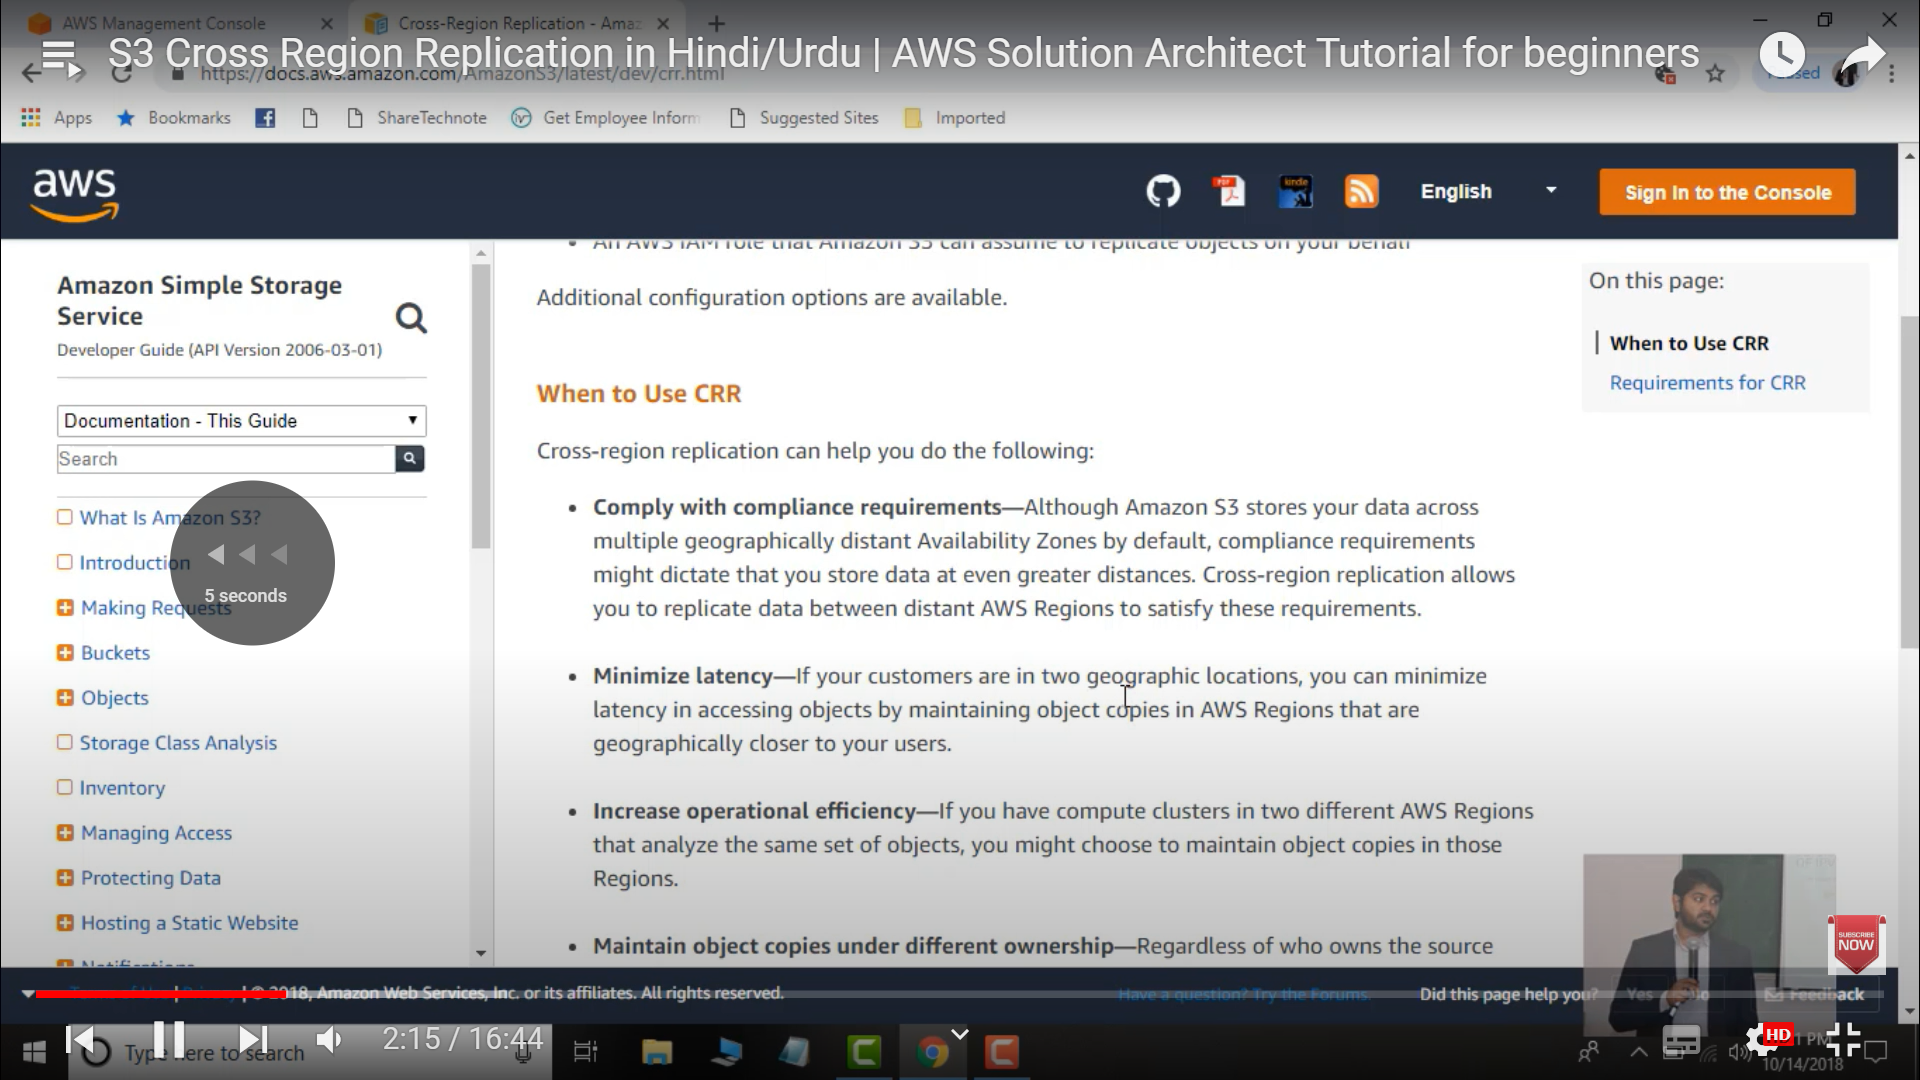 AWS Management Console
Cross-Region Replication - Amaz
S3 Cross Region Replication in Hindi/Urdu | AWS Solution Architect Tutorial for beginners
https://docs.aws.amazon.com/AmazonS3/latest/dev/crr.html
Apps
Bookmarks
ShareTechnote
Get Employee Inform
Suggested Sites
Imported
aws
PDF
kindle
English
Sign In to the Console
Amazon Simple Storage
Service
Developer Guide (API Version 2006-03-01)
Documentation - This Guide
Search
What Is Amazon S3?
Introduction
5 seconds
Making Requests
Buckets
Objects
Storage Class Analysis
Inventory
Managing Access
Protecting Data
Hosting a Static Website
Notifications
• An AWS IAM role that Amazon S3 can assume to replicate objects on your behalf
Additional configuration options are available.
When to Use CRR
Cross-region replication can help you do the following:
• Comply with compliance requirements—Although Amazon S3 stores your data across
multiple geographically distant Availability Zones by default, compliance requirements
might dictate that you store data at even greater distances. Cross-region replication allows
you to replicate data between distant AWS Regions to satisfy these requirements.
• Minimize latency—If your customers are in two geographic locations, you can minimize
latency in accessing objects by maintaining object copies in AWS Regions that are
geographically closer to your users.
• Increase operational efficiency—If you have compute clusters in two different AWS Regions
that analyze the same set of objects, you might choose to maintain object copies in those
Regions.
• Maintain object copies under different ownership—Regardless of who owns the source
On this page:
When to Use CRR
Requirements for CRR
SUBSCRIBE
NOW
Terms of Use | Privacy | © 2018, Amazon Web Services, Inc. or its affiliates. All rights reserved.
Have a question? Try the Forums.
Did this page help you?
Yes
No
Feedback
Type here to search
2:15 / 16:44
HD
10/14/2018